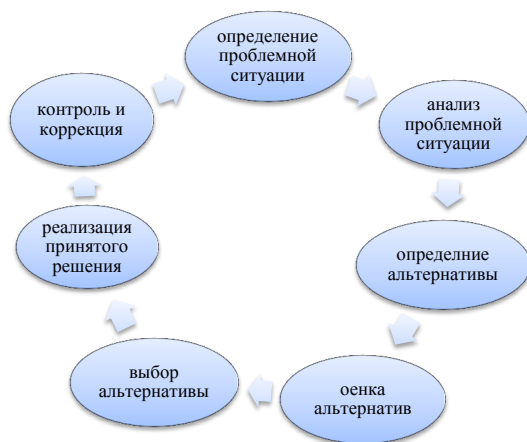 определение
проблемной
ситуации
анализ
проблемной
ситуации
определние
альтернативы
оенка
альтернатив
выбор
альтернативы
реализация
принятого
решения
контроль и
коррекция